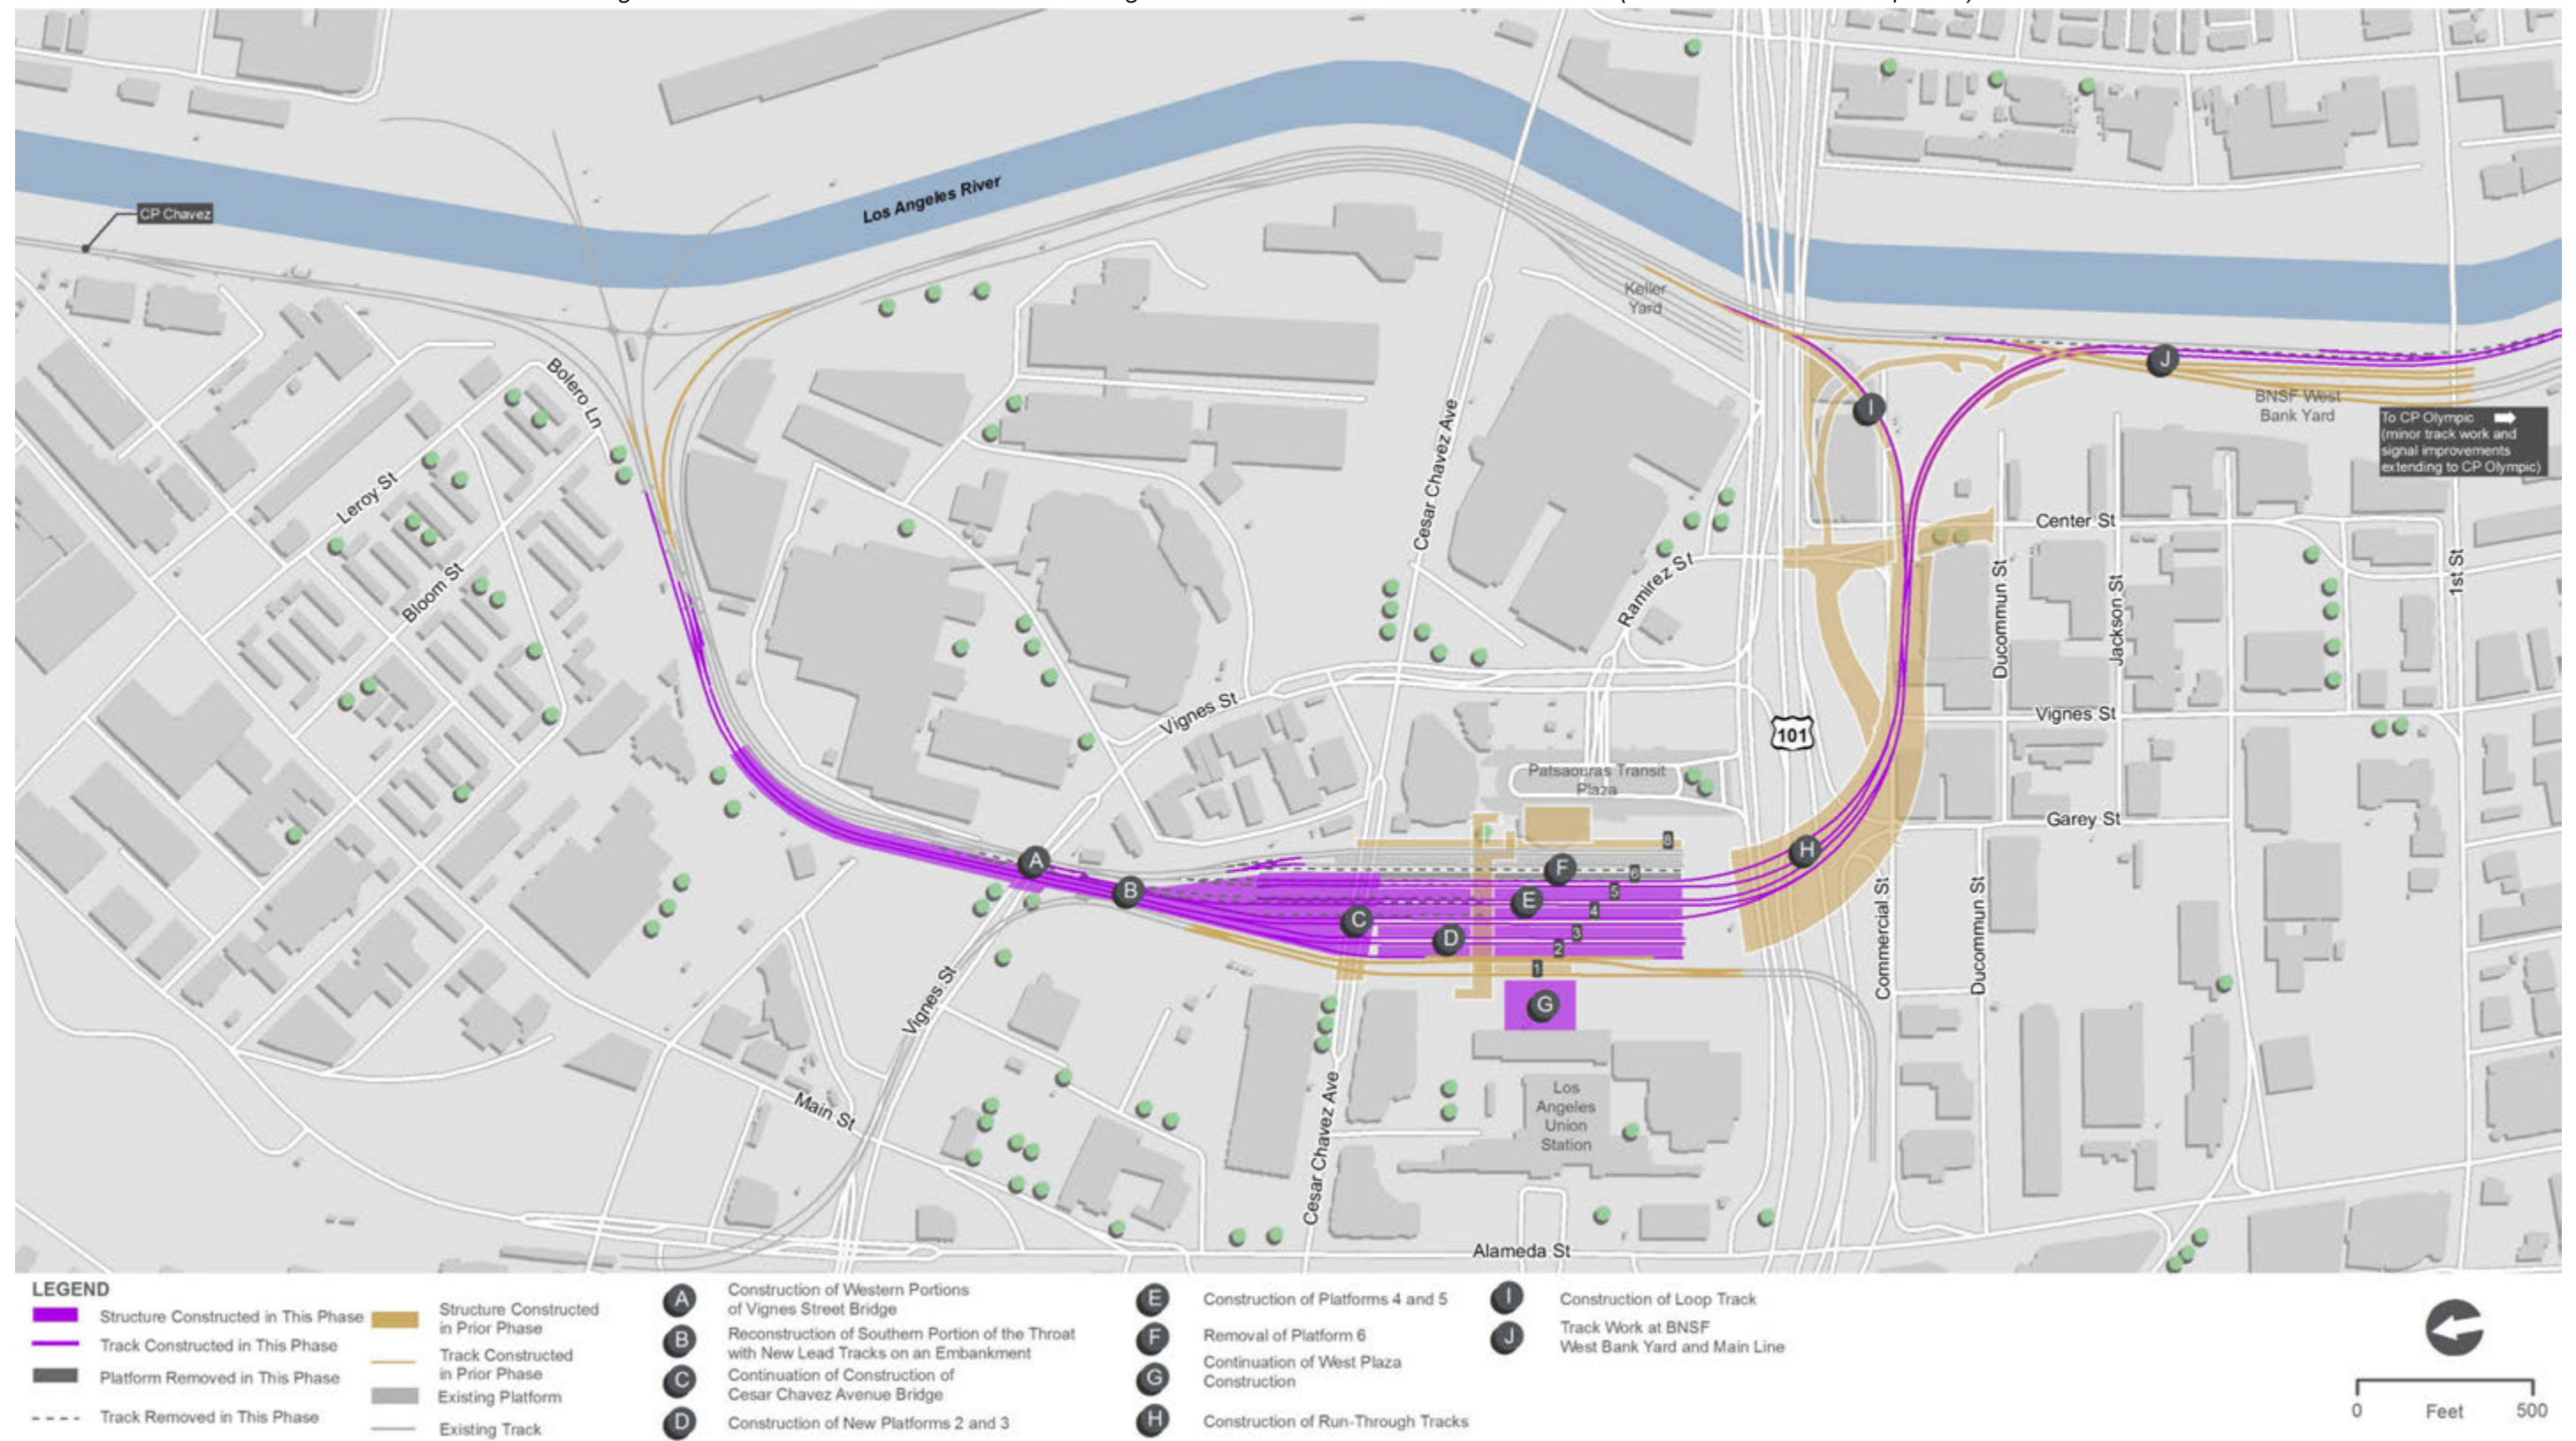 CP Chavez
Los Angeles River
Keller
Yard
Bolero Ln
Leroy St
Bloom St
Cesar Chavez Ave
Ramirez St
Vignes St
I
J
BNSF West
Bank Yard
To CP Olympic
(minor track work and
signal improvements
extending to CP Olympic)
Center St
Ducommun St
Jackson St
1st St
Vignes St
101
Patsaouras Transit
Plaza
Garey St
A
B
C
D
E
F
G
H
8
6
5
4
3
2
1
Commercial St
Ducommun St
Vignes St
Main St
Cesar Chavez Ave
Los
Angeles
Union
Station
Alameda St
LEGEND
Structure Constructed in This Phase
Track Constructed in This Phase
Platform Removed in This Phase
Track Removed in This Phase
Structure Constructed
in Prior Phase
Track Constructed
in Prior Phase
Existing Platform
Existing Track
A Construction of Western Portions
of Vignes Street Bridge
B Reconstruction of Southern Portion of the Throat
with New Lead Tracks on an Embankment
C Continuation of Construction of
Cesar Chavez Avenue Bridge
D Construction of New Platforms 2 and 3
E Construction of Platforms 4 and 5
F Removal of Platform 6
G Continuation of West Plaza
Construction
H Construction of Run-Through Tracks
I Construction of Loop Track
J Track Work at BNSF
West Bank Yard and Main Line
0 Feet 500